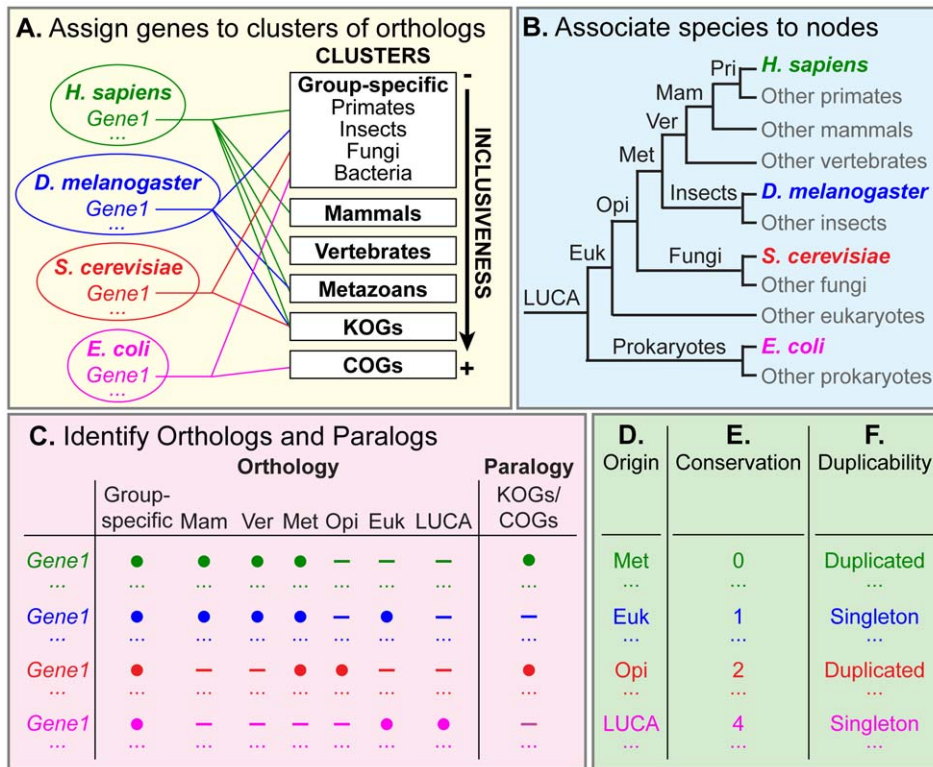 A. Assign genes to clusters of orthologs
CLUSTERS
H. sapiens
Gene1
...
D. melanogaster
Gene1
...
S. cerevisiae
Gene1
...
E. coli
Gene1
...
Group-specific
Primates
Insects
Fungi
Bacteria
Mammals
Vertebrates
Metazoans
KOGs
COGs
-
INCLUSIVENESS
+
B. Associate species to nodes
Pri
H. sapiens
Other primates
Mam
Other mammals
Ver
Other vertebrates
Met
Insects
D. melanogaster
Other insects
Opi
Fungi
S. cerevisiae
Other fungi
Euk
Other eukaryotes
LUCA
Prokaryotes
E. coli
Other prokaryotes
C. Identify Orthologs and Paralogs
Orthology
Paralogy
Group-
specific Mam Ver Met Opi Euk LUCA
KOGs/
COGs
Gene1 ● ● ● ● – – – ●
... ... ... ... ... ... ... ... ...
Gene1 ● ● ● ● – ● – –
... ... ... ... ... ... ... ... ...
Gene1 ● – – ● ● – – ●
... ... ... ... ... ... ... ... ...
Gene1 ● – – – – ● ● –
... ... ... ... ... ... ... ... ...
D. E. F.
Origin Conservation Duplicability
Met 0 Duplicated
... ... ...
Euk 1 Singleton
... ... ...
Opi 2 Duplicated
... ... ...
LUCA 4 Singleton
... ... ...